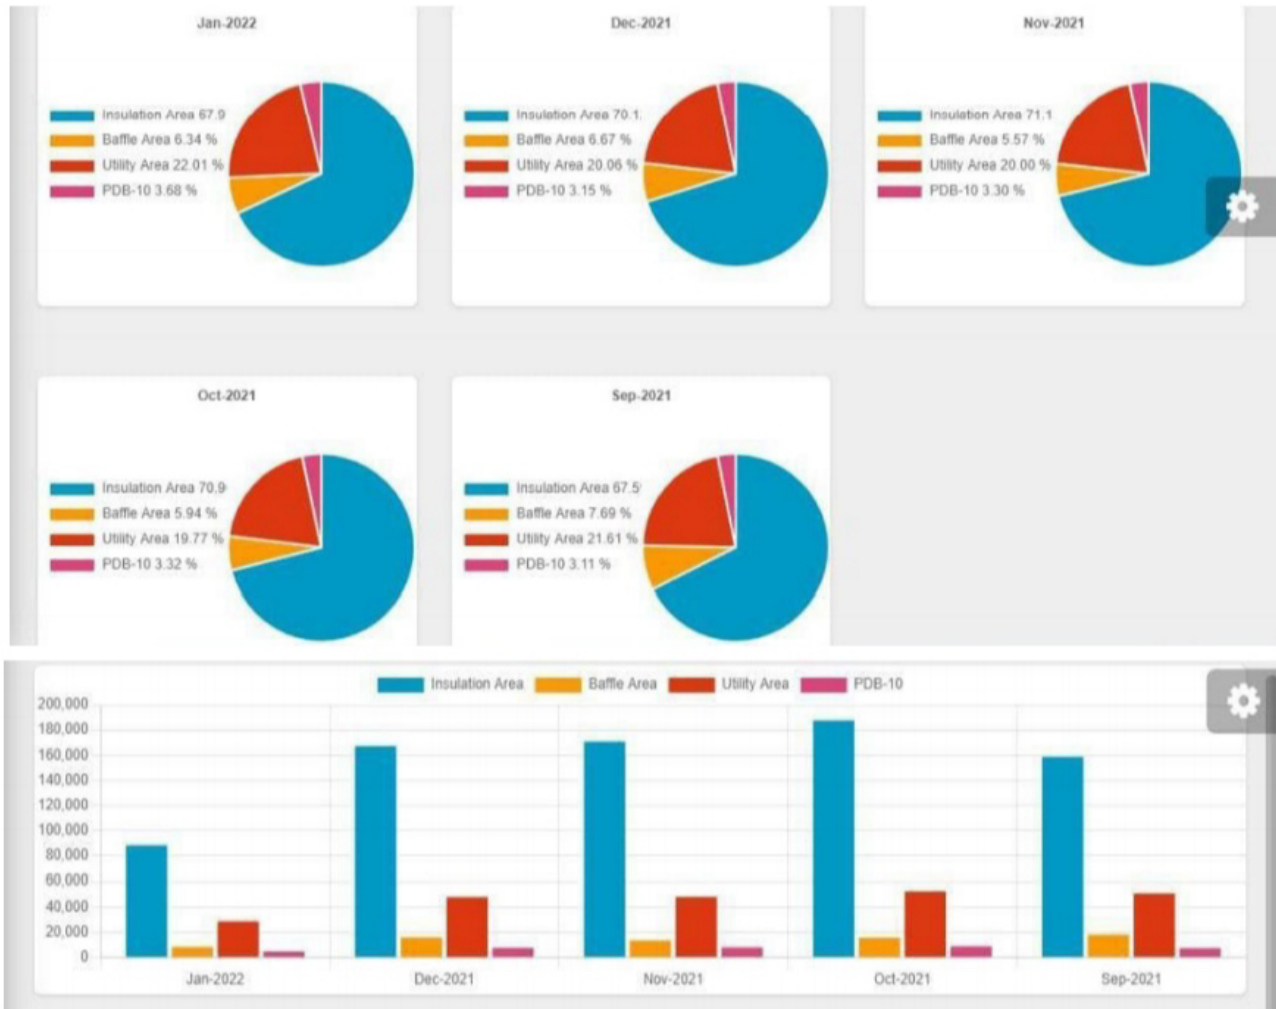 Jan-2022
Insulation Area 67.9
Baffle Area 6.34 %
Utility Area 22.01 %
PDB-10 3.68 %
Dec-2021
Insulation Area 70.1
Baffle Area 6.67 %
Utility Area 20.06 %
PDB-10 3.15 %
Nov-2021
Insulation Area 71.1
Baffle Area 5.57 %
Utility Area 20.00 %
PDB-10 3.30 %
Oct-2021
Insulation Area 70.9
Baffle Area 5.94 %
Utility Area 19.77 %
PDB-10 3.32 %
Sep-2021
Insulation Area 67.5
Baffle Area 7.69 %
Utility Area 21.61 %
PDB-10 3.11 %
Insulation Area Baffle Area Utility Area PDB-10
200,000
180,000
160,000
140,000
120,000
100,000
80,000
60,000
40,000
20,000
0
Jan-2022 Dec-2021 Nov-2021 Oct-2021 Sep-2021